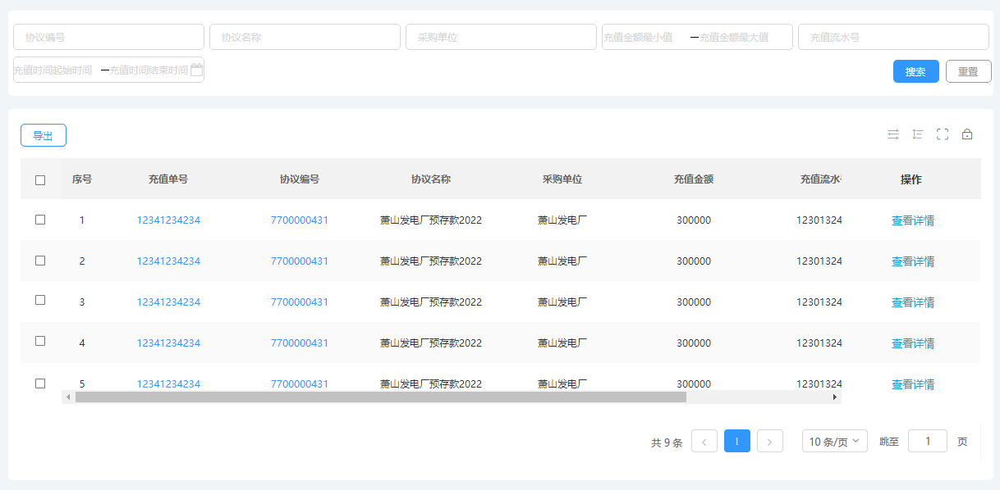 协议编号 协议名称 采购单位 充值金额最小值 —充值金额最大值 充值流水号
充值时间起始时间 —充值时间结束时间 搜索 重置
导出
序号 充值单号 协议编号 协议名称 采购单位 充值金额 充值流水号 操作
1 12341234234 7700000431 萧山发电厂预存款2022 萧山发电厂 300000 12301324 查看详情
2 12341234234 7700000431 萧山发电厂预存款2022 萧山发电厂 300000 12301324 查看详情
3 12341234234 7700000431 萧山发电厂预存款2022 萧山发电厂 300000 12301324 查看详情
4 12341234234 7700000431 萧山发电厂预存款2022 萧山发电厂 300000 12301324 查看详情
5 12341234234 7700000431 萧山发电厂预存款2022 萧山发电厂 300000 12301324 查看详情
共 9 条 1 10 条/页 跳至 1 页